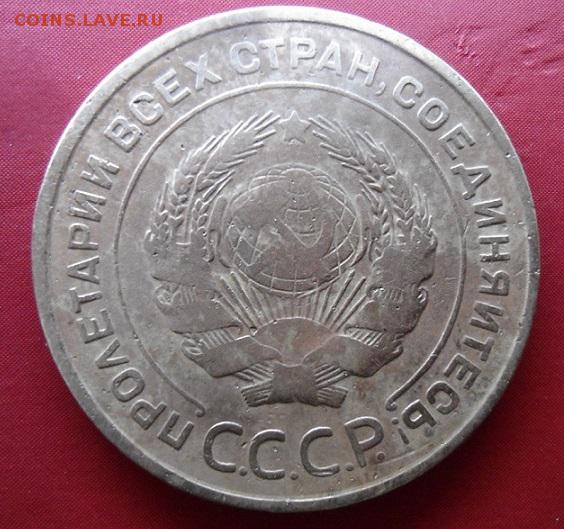 COINS.LAVE.RU
ПРОЛЕТАРИИ ВСЕХ СТРАН, СОЕДИНЯЙТЕСЬ!
С.С.С.Р.